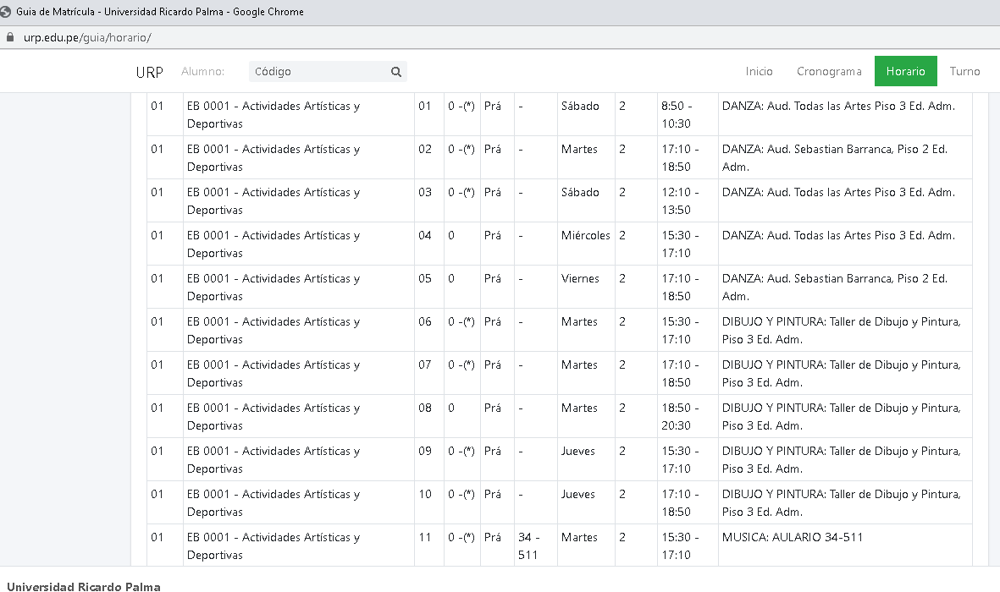 Guia de Matrícula - Universidad Ricardo Palma - Google Chrome
urp.edu.pe/guia/horario/
URP Alumno: Código Inicio Cronograma Horario Turno
01 EB 0001 - Actividades Artísticas y 01 0 -(*) Prá - Sábado 2 8:50 - DANZA: Aud. Todas las Artes Piso 3 Ed. Adm.
Deportivas 10:30
01 EB 0001 - Actividades Artísticas y 02 0 -(*) Prá - Martes 2 17:10 - DANZA: Aud. Sebastian Barranca, Piso 2 Ed.
Deportivas 18:50 Adm.
01 EB 0001 - Actividades Artísticas y 03 0 -(*) Prá - Sábado 2 12:10 - DANZA: Aud. Todas las Artes Piso 3 Ed. Adm.
Deportivas 13:50
01 EB 0001 - Actividades Artísticas y 04 0 Prá - Miércoles 2 15:30 - DANZA: Aud. Todas las Artes Piso 3 Ed. Adm.
Deportivas 17:10
01 EB 0001 - Actividades Artísticas y 05 0 Prá - Viernes 2 17:10 - DANZA: Aud. Sebastian Barranca, Piso 2 Ed.
Deportivas 18:50 Adm.
01 EB 0001 - Actividades Artísticas y 06 0 -(*) Prá - Martes 2 15:30 - DIBUJO Y PINTURA: Taller de Dibujo y Pintura,
Deportivas 17:10 Piso 3 Ed. Adm.
01 EB 0001 - Actividades Artísticas y 07 0 -(*) Prá - Martes 2 17:10 - DIBUJO Y PINTURA: Taller de Dibujo y Pintura,
Deportivas 18:50 Piso 3 Ed. Adm.
01 EB 0001 - Actividades Artísticas y 08 0 Prá - Martes 2 18:50 - DIBUJO Y PINTURA: Taller de Dibujo y Pintura,
Deportivas 20:30 Piso 3 Ed. Adm.
01 EB 0001 - Actividades Artísticas y 09 0 -(*) Prá - Jueves 2 15:30 - DIBUJO Y PINTURA: Taller de Dibujo y Pintura,
Deportivas 17:10 Piso 3 Ed. Adm.
01 EB 0001 - Actividades Artísticas y 10 0 -(*) Prá - Jueves 2 17:10 - DIBUJO Y PINTURA: Taller de Dibujo y Pintura,
Deportivas 18:50 Piso 3 Ed. Adm.
01 EB 0001 - Actividades Artísticas y 11 0 -(*) Prá 34 - Martes 2 15:30 - MUSICA: AULARIO 34-511
Deportivas 511 17:10
Universidad Ricardo Palma